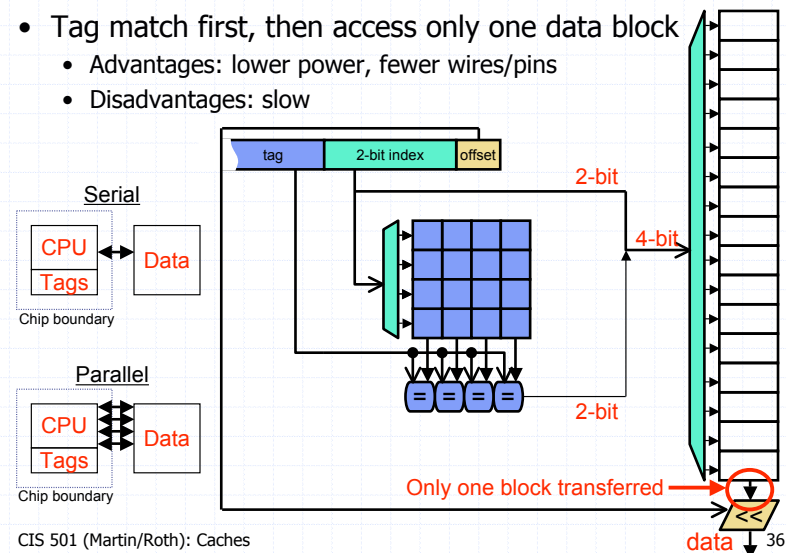 • Tag match first, then access only one data block
• Advantages: lower power, fewer wires/pins
• Disadvantages: slow
tag 2-bit index offset
2-bit
Serial
CPU
Tags
Data
4-bit
Chip boundary
Parallel
CPU
Tags
Data
Chip boundary
= = = =
2-bit
Only one block transferred
<<
CIS 501 (Martin/Roth): Caches
data
36